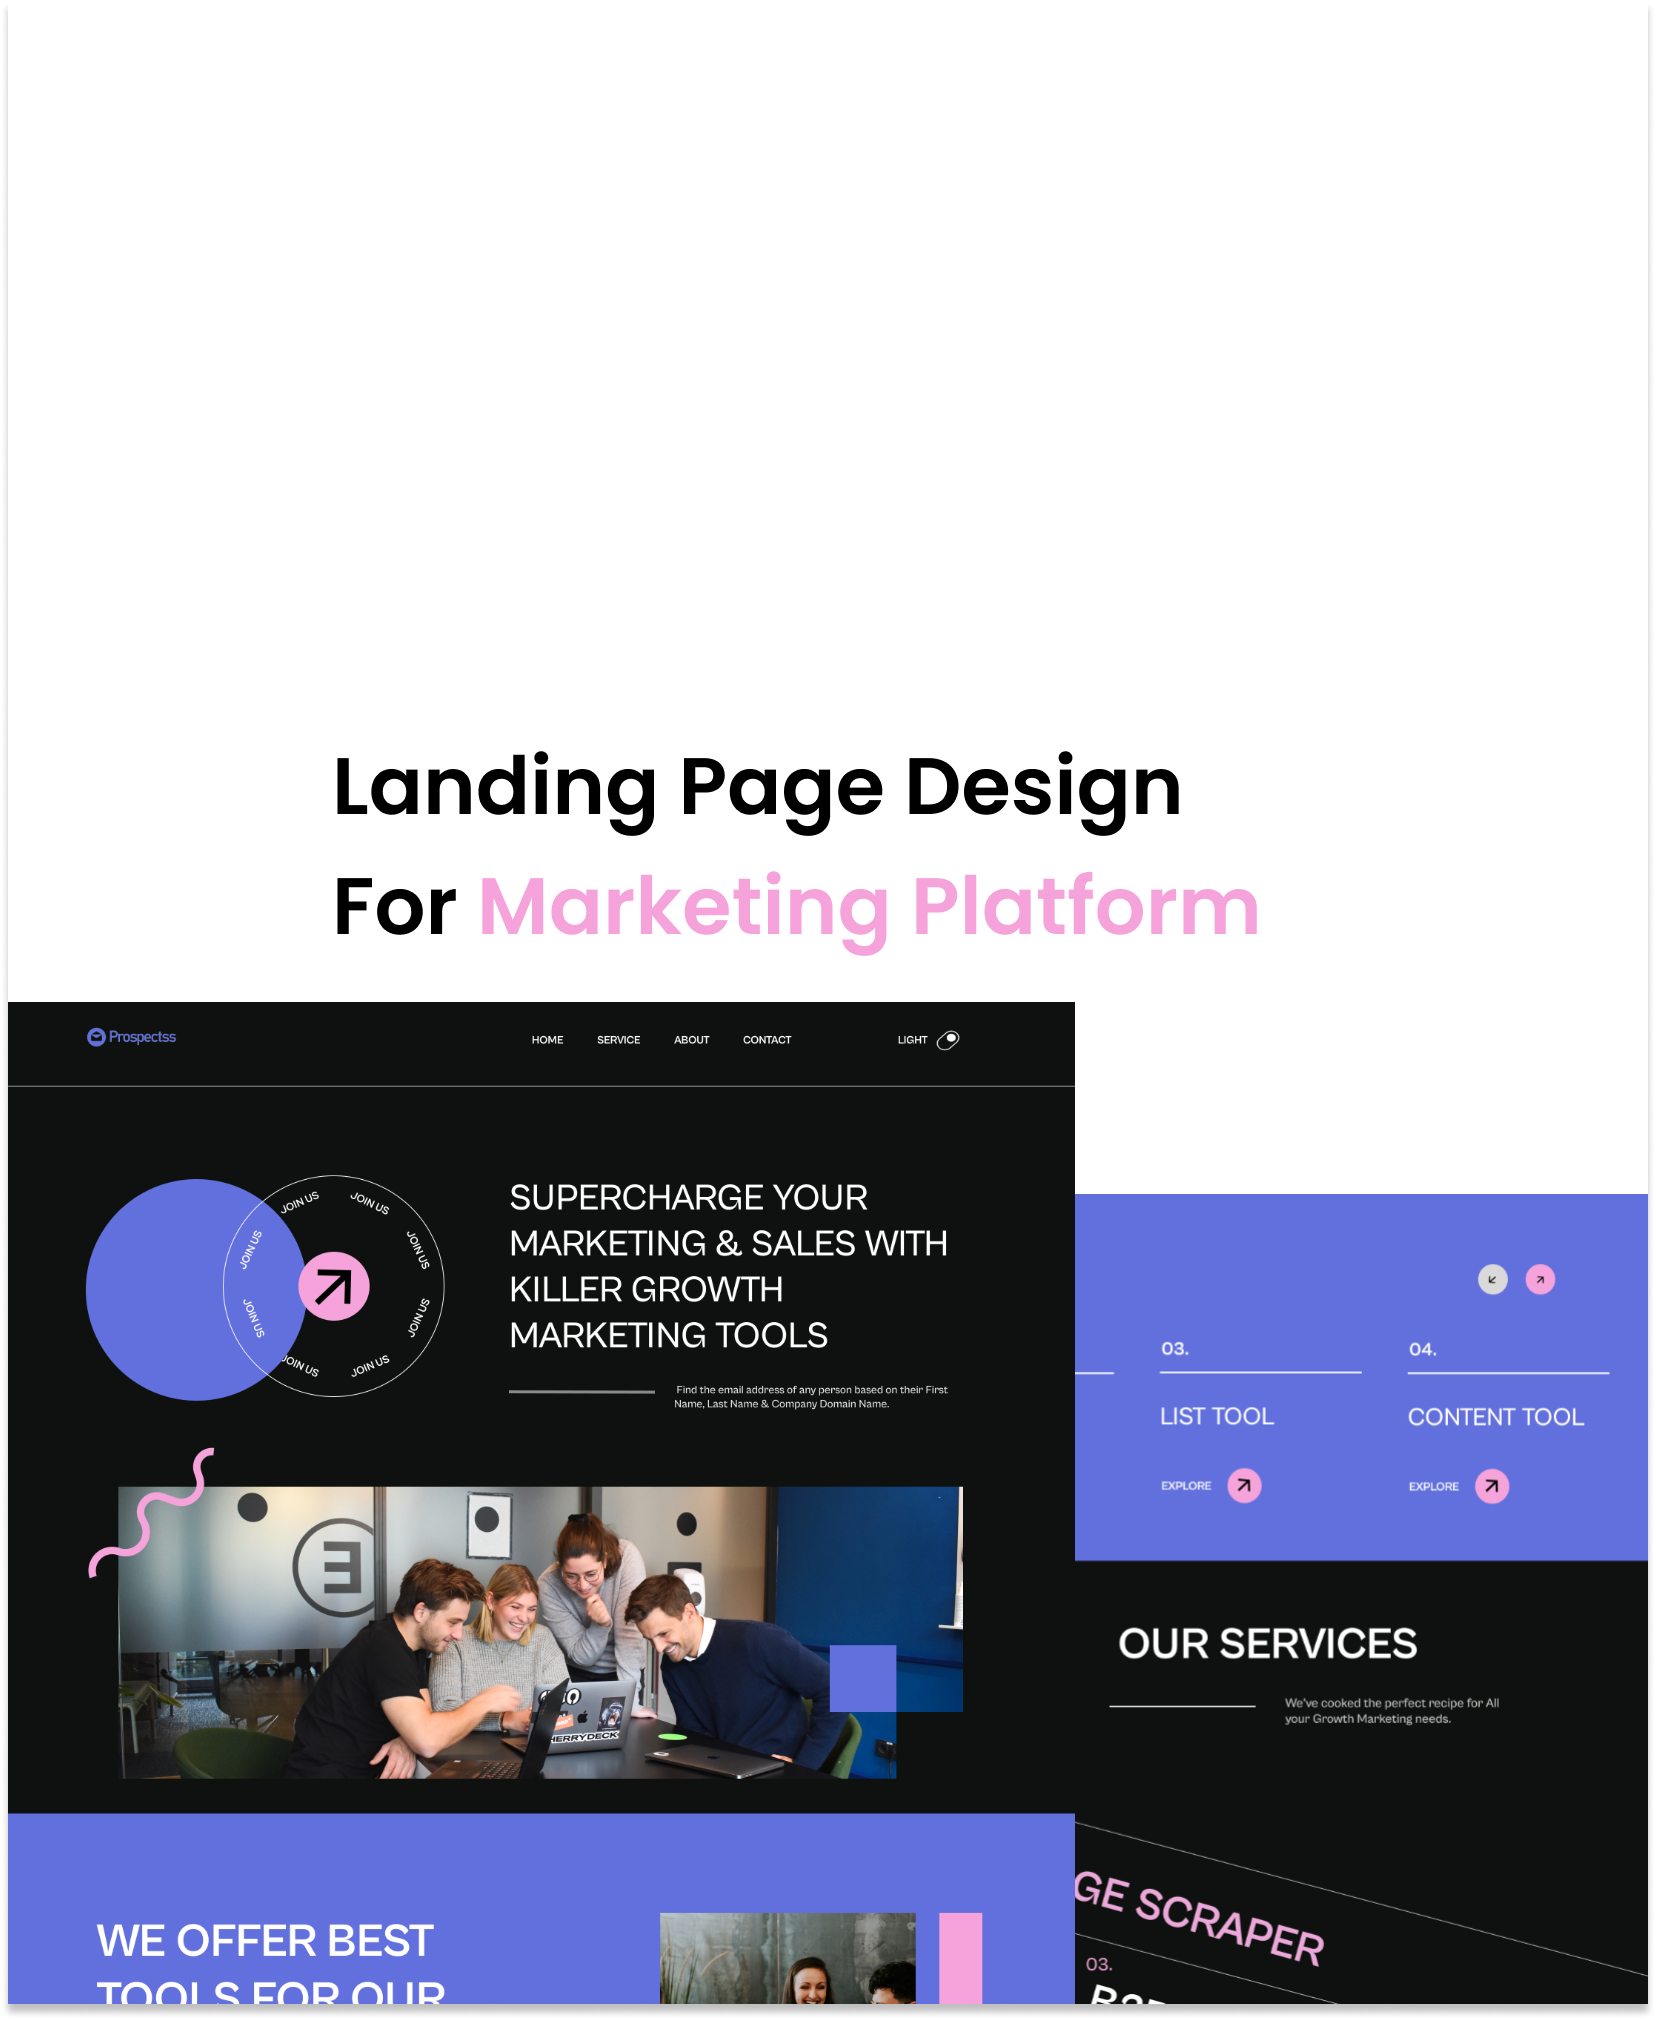 Landing Page Design
For Marketing Platform
Prospectss
HOME SERVICE ABOUT CONTACT LIGHT
JOIN US JOIN US JOIN US JOIN US JOIN US JOIN US JOIN US JOIN US
SUPERCHARGE YOUR
MARKETING & SALES WITH
KILLER GROWTH
MARKETING TOOLS
Find the email address of any person based on their First
Name, Last Name & Company Domain Name.
HERRYDECK
WE OFFER BEST
TOOLS FOR OUR
03.
LIST TOOL
EXPLORE
04.
CONTENT TOOL
EXPLORE
OUR SERVICES
We've cooked the perfect recipe for All
your Growth Marketing needs.
GE SCRAPER
03.